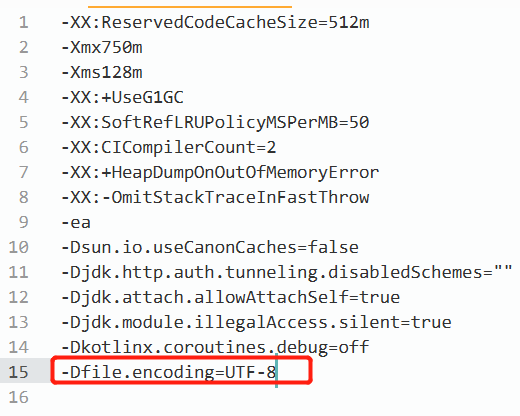 1 -XX:ReservedCodeCacheSize=512m
2 -Xmx750m
3 -Xms128m
4 -XX:+UseG1GC
5 -XX:SoftRefLRUPolicyMSPerMB=50
6 -XX:CICompilerCount=2
7 -XX:+HeapDumpOnOutOfMemoryError
8 -XX:-OmitStackTraceInFastThrow
9 -ea
10 -Dsun.io.useCanonCaches=false
11 -Djdk.http.auth.tunneling.disabledSchemes=""
12 -Djdk.attach.allowAttachSelf=true
13 -Djdk.module.illegalAccess.silent=true
14 -Dkotlinx.coroutines.debug=off
15 -Dfile.encoding=UTF-8
16